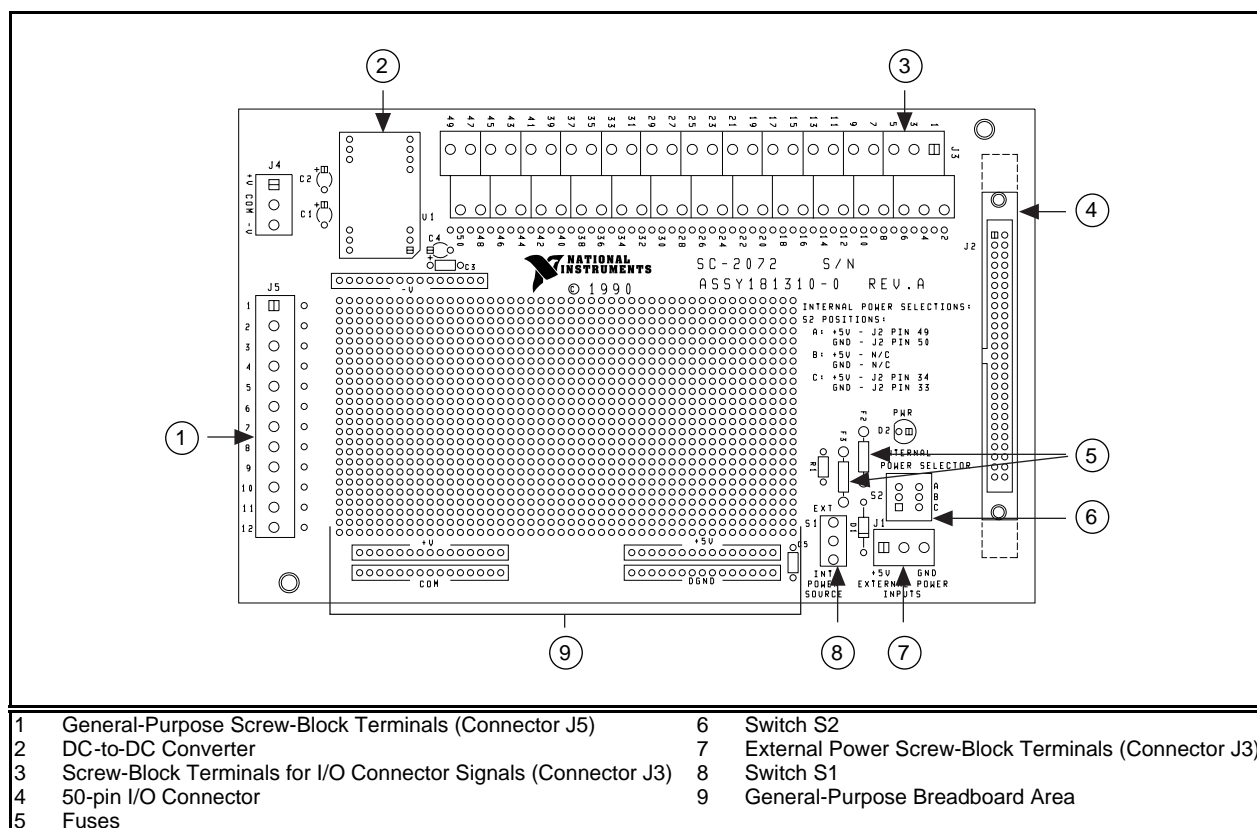 2
3
49 47 45 43 41 39 37 35 33 31 29 27 25 23 21 19 17 15 13 11 9 7 5 3 1
J3
J4
+V COM -V
C2
C1
U1
C4
C3
50 48 46 44 42 40 38 36 34 32 30 28 26 24 22 20 18 16 14 12 10 8 6 4 2
J2
4
NATIONAL
INSTRUMENTS
© 1990
SC-2072 S/N
ASSY181310-0 REV.A
-V
J5
1
2
3
4
5
6
7
8
9
10
11
12
INTERNAL POWER SELECTIONS:
S2 POSITIONS:
A: +5V - J2 PIN 49
GND - J2 PIN 50
B: +5V - N/C
GND - N/C
C: +5V - J2 PIN 34
GND - J2 PIN 33
1
F2
F3
PWR
D2
R1
INTERNAL
POWER SELECTOR
S2
A
B
C
5
6
EXT
S1
D1
J1
+V
COM
+5V
DGND
C5
INT
POWER
SOURCE
+5V GND
EXTERNAL POWER
INPUTS
9
8
7
1 General-Purpose Screw-Block Terminals (Connector J5)
2 DC-to-DC Converter
3 Screw-Block Terminals for I/O Connector Signals (Connector J3)
4 50-pin I/O Connector
5 Fuses
6 Switch S2
7 External Power Screw-Block Terminals (Connector J3)
8 Switch S1
9 General-Purpose Breadboard Area